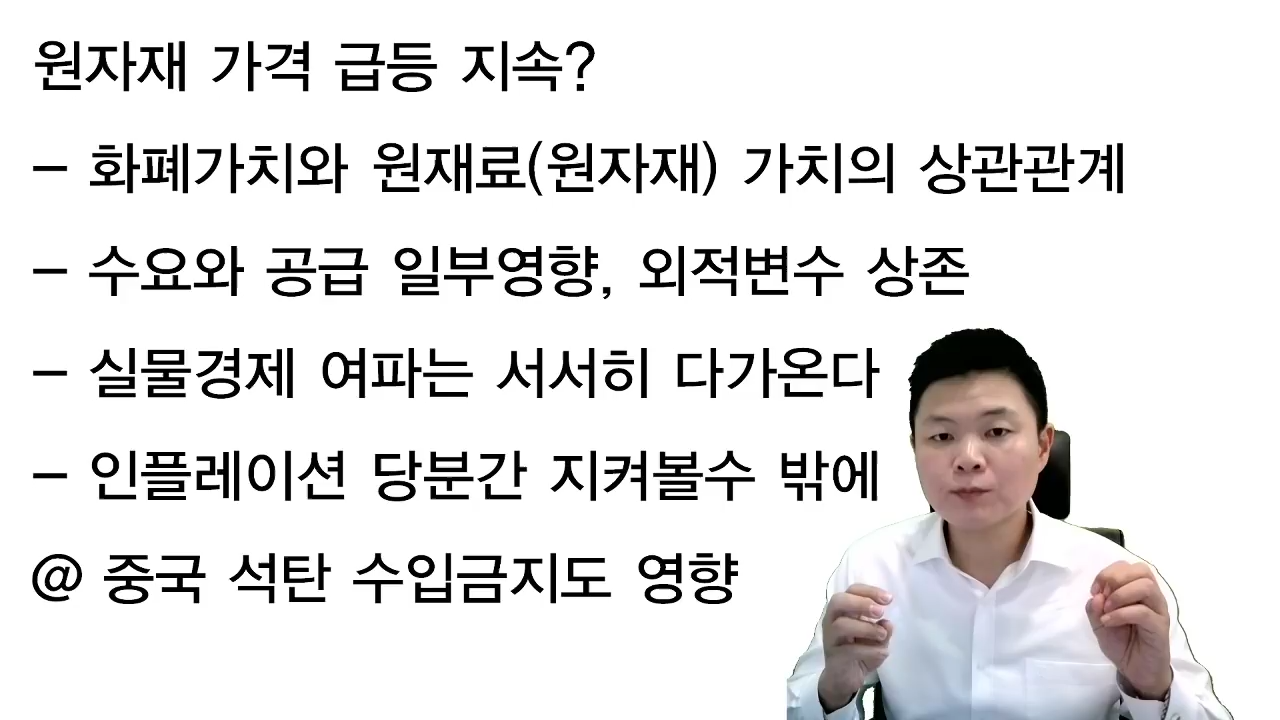 원자재 가격 급등 지속?
- 화폐가치와 원재료(원자재) 가치의 상관관계
- 수요와 공급 일부영향, 외적변수 상존
- 실물경제 여파는 서서히 다가온다
- 인플레이션 당분간 지켜볼수 밖에
@ 중국 석탄 수입금지도 영향